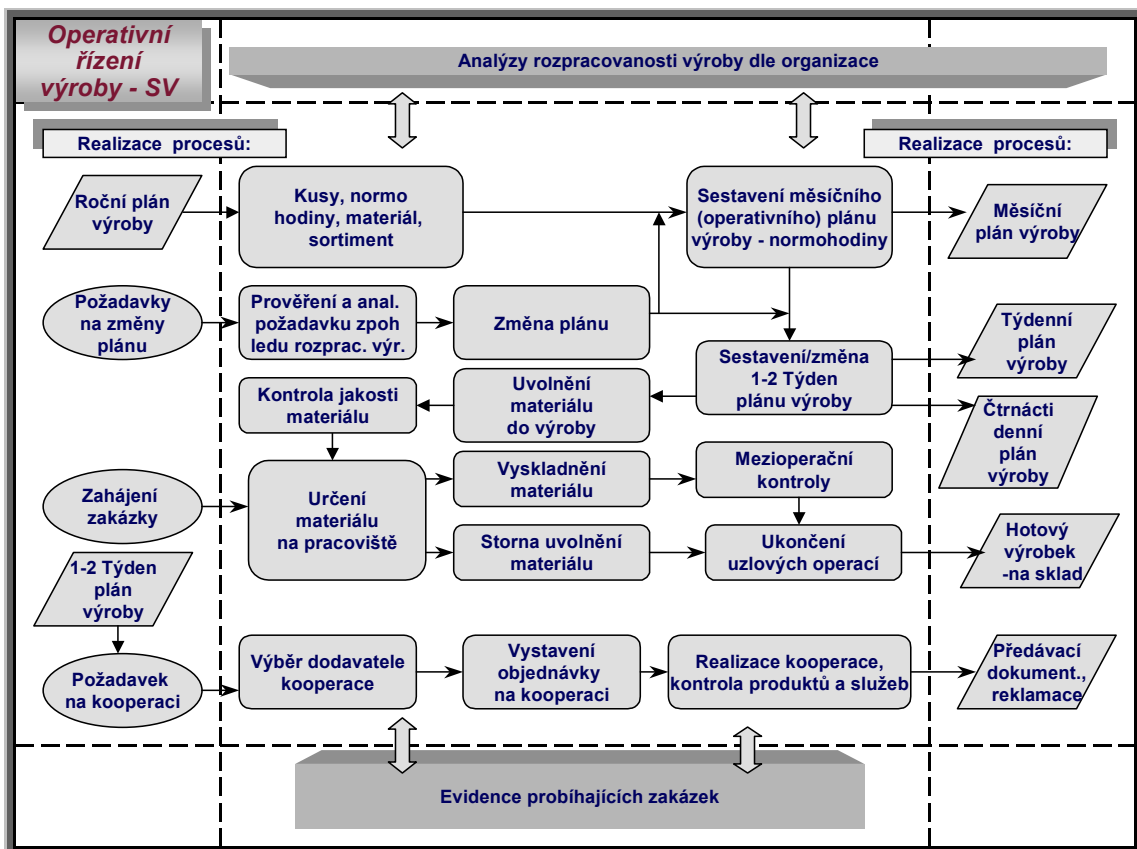 Operativní
řízení
výroby - SV
Analýzy rozpracovanosti výroby dle organizace
Realizace procesů:
Realizace procesů:
Roční plán
výroby
Kusy, normo
hodiny, materiál,
sortiment
Sestavení měsíčního
(operativního) plánu
výroby - normohodiny
Měsíční
plán výroby
Požadavky
na změny
plánu
Prověření a anal.
požadavku zpoh
ledu rozprac. výr.
Změna plánu
Týdenní
plán
výroby
Sestavení/změna
1-2 Týden
plánu výroby
Kontrola jakosti
materiálu
Uvolnění
materiálu
do výroby
Čtrnácti
denní
plán
výroby
Zahájení
zakázky
Určení
materiálu
na pracoviště
Vyskladnění
materiálu
Mezioperační
kontroly
Storna uvolnění
materiálu
Ukončení
uzlových operací
Hotový
výrobek
-na sklad
1-2 Týden
plán
výroby
Požadavek
na kooperaci
Výběr dodavatele
kooperace
Vystavení
objednávky
na kooperaci
Realizace kooperace,
kontrola produktů a služeb
Předávací
dokument.,
reklamace
Evidence probíhajících zakázek